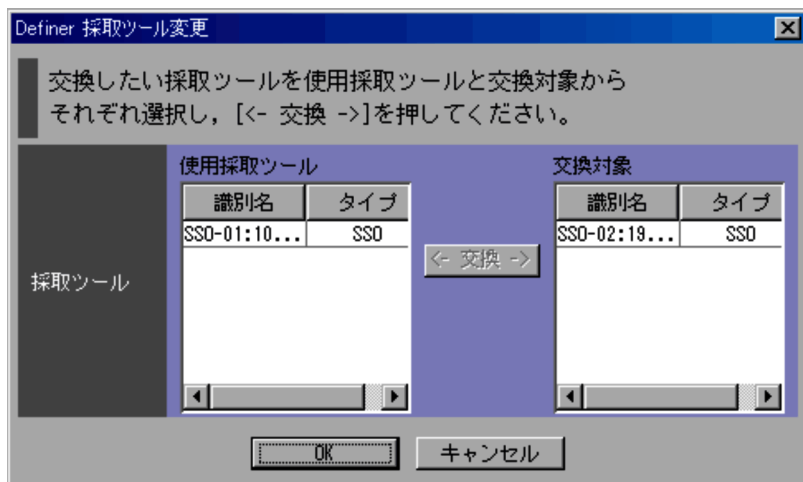 Definer 採取ツール変更
交換したい採取ツールを使用採取ツールと交換対象から
それぞれ選択し，[<- 交換 ->]を押してください。
使用採取ツール
交換対象
識別名 タイプ
識別名 タイプ
SSO-01:10... SSO
SSO-02:19... SSO
<- 交換 ->
採取ツール
OK
キャンセル